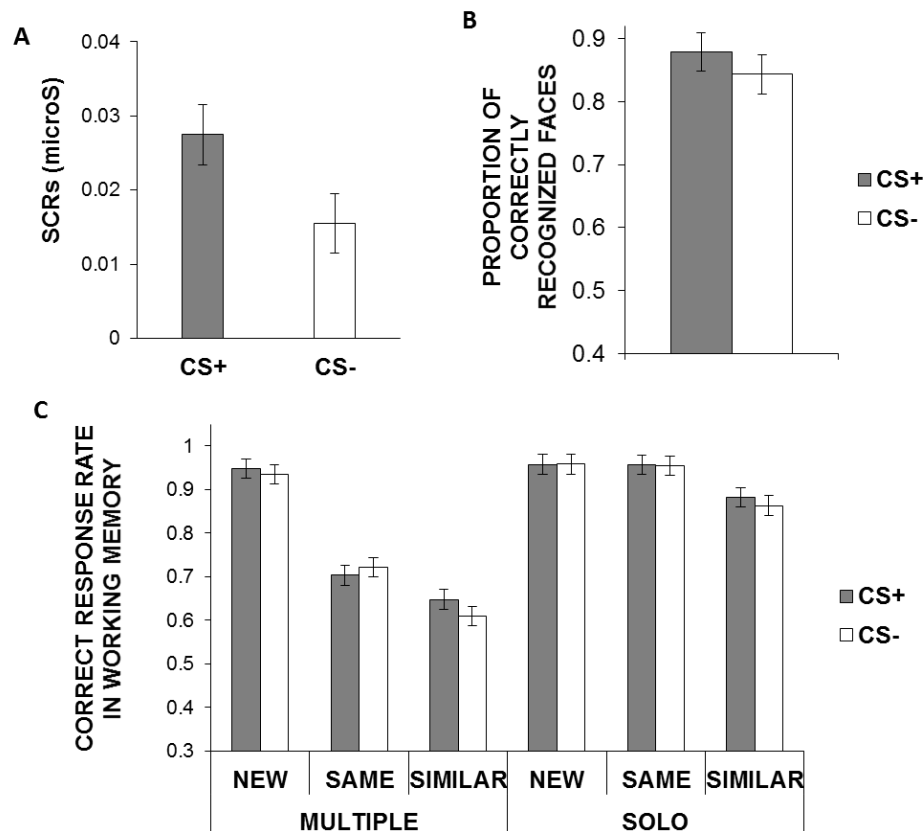 A
SCRs (microS)
0.04
0.03
0.02
0.01
0
CS+ CS-
B
PROPORTION OF
CORRECTLY
RECOGNIZED FACES
0.9
0.8
0.7
0.6
0.5
0.4
CS+
CS-
C
CORRECT RESPONSE RATE
IN WORKING MEMORY
1
0.9
0.8
0.7
0.6
0.5
0.4
0.3
NEW SAME SIMILAR NEW SAME SIMILAR
MULTIPLE SOLO
CS+
CS-